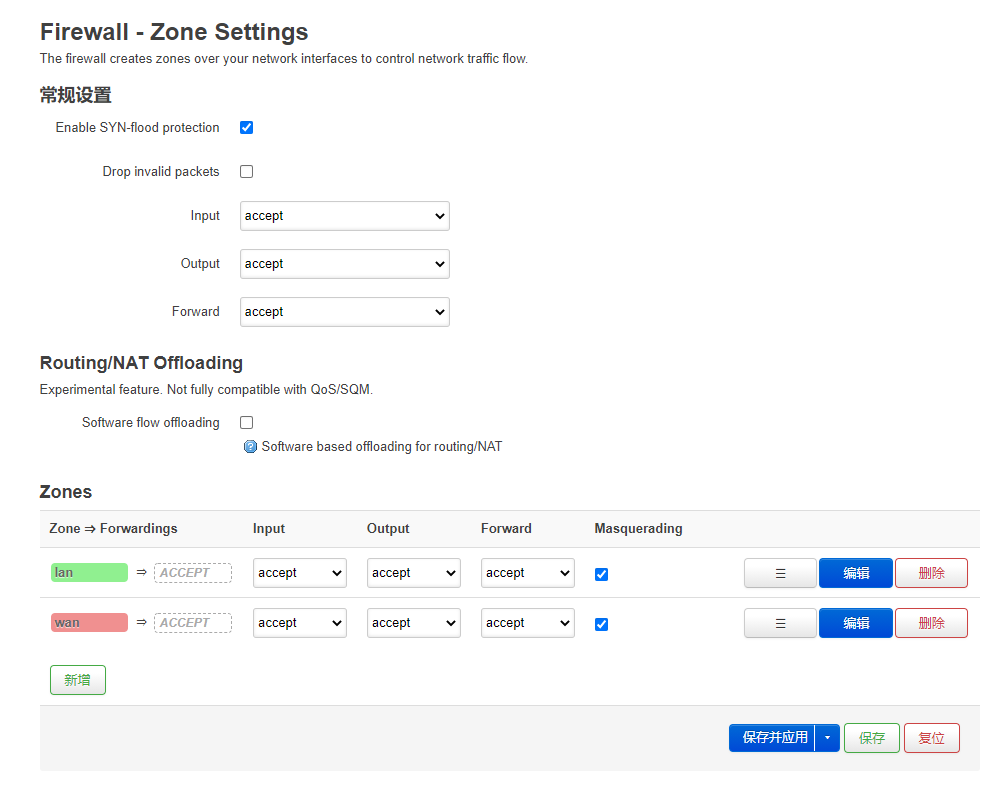 Firewall - Zone Settings
The firewall creates zones over your network interfaces to control network traffic flow.
常规设置
Enable SYN-flood protection
Drop invalid packets
Input accept
Output accept
Forward accept
Routing/NAT Offloading
Experimental feature. Not fully compatible with QoS/SQM.
Software flow offloading
Software based offloading for routing/NAT
Zones
Zone ⇒ Forwardings Input Output Forward Masquerading
lan ⇒ ACCEPT accept accept accept ☰ 编辑 删除
wan ⇒ ACCEPT accept accept accept ☰ 编辑 删除
新增
保存并应用 保存 复位